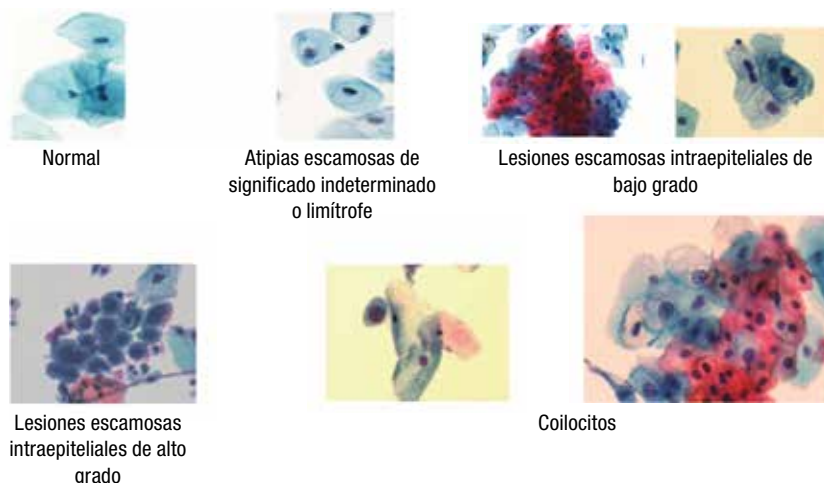 Normal
Atipias escamosas de
significado indeterminado
o limítrofe
Lesiones escamosas intraepiteliales de
bajo grado
Lesiones escamosas
intraepiteliales de alto
grado
Coilocitos